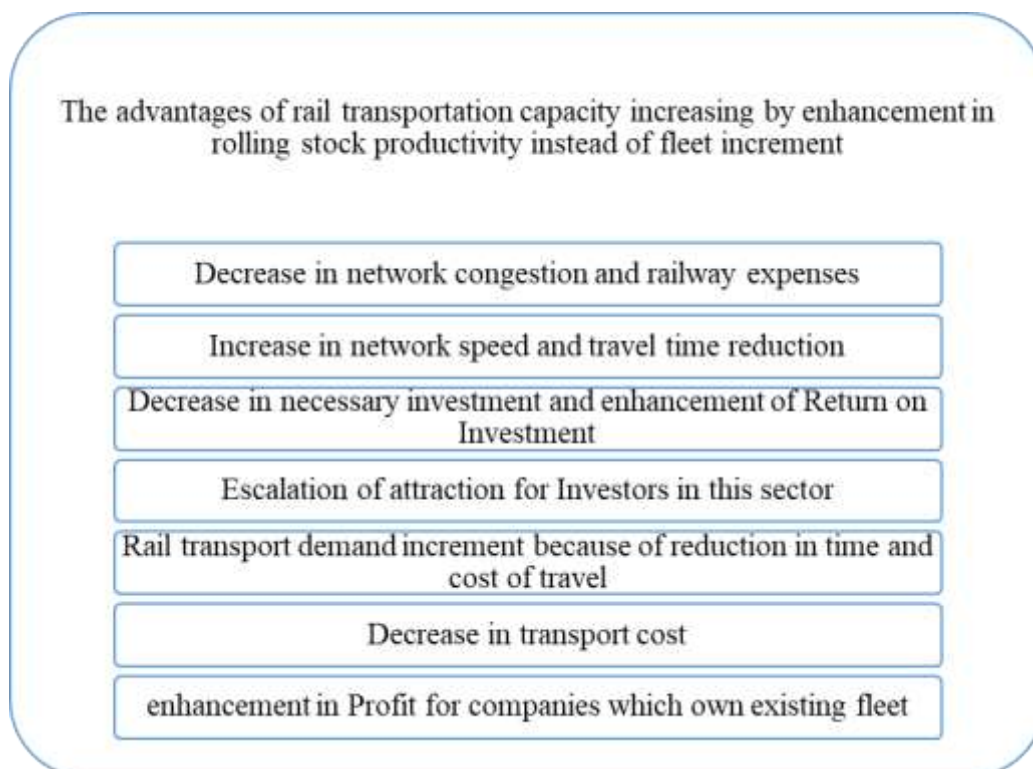 The advantages of rail transportation capacity increasing by enhancement in
rolling stock productivity instead of fleet increment
Decrease in network congestion and railway expenses
Increase in network speed and travel time reduction
Decrease in necessary investment and enhancement of Return on
Investment
Escalation of attraction for Investors in this sector
Rail transport demand increment because of reduction in time and
cost of travel
Decrease in transport cost
enhancement in Profit for companies which own existing fleet